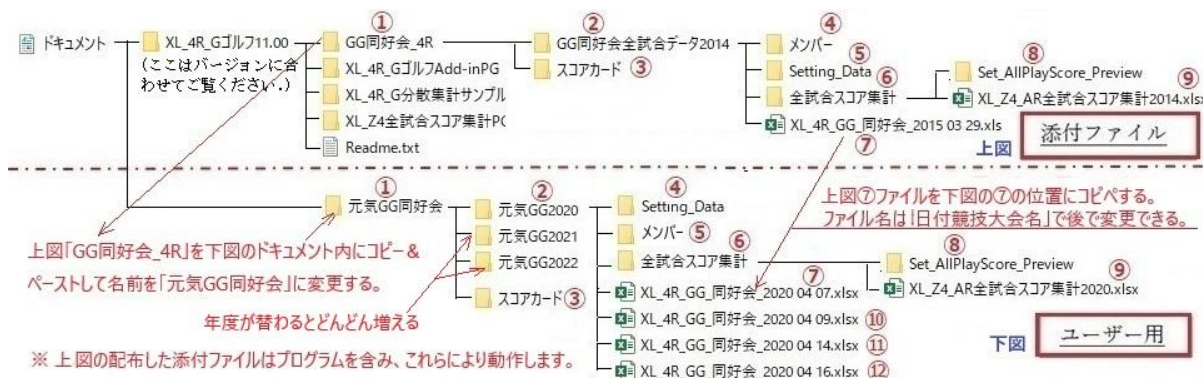 ① ② ④
ドキュメント XL_4R_Gゴルフ11.00 GG同好会_4R GG同好会全試合データ2014 メンバー ⑤ ⑧
(ここはバージョンに合 スコアカード ③ Setting_Data ⑥ Set_AllPlayScore_Preview ⑨
わせてご覧ください.) XL_4R_GゴルフAdd-inPG 全試合スコア集計 XL_Z4_AR全試合スコア集計2014.xlsx
XL_4R_G分散集計サンプル XL_4R_GG_同好会_2015 03 29.xls
XL_Z4全試合スコア集計PG ⑦ 上図 添付ファイル
Readme.txt
① ② ④ 上図⑦ファイルを下図の⑦の位置にコピペする。
元気GG同好会 元気GG2020 Setting_Data ファイル名は「日付競技大会名」で後で変更できる。
元気GG2021 メンバー ⑤ ⑥ ⑧
上図「GG同好会_4R」を下図のドキュメント内にコピー& 元気GG2022 全試合スコア集計 ⑦ Set_AllPlayScore_Preview ⑨
ペーストして名前を「元気GG同好会」に変更する。 スコアカード ③ XL_4R_GG_同好会_2020 04 07.xlsx XL_Z4_AR全試合スコア集計2020.xlsx
年度が替わるとどんどん増える XL_4R_GG_同好会_2020 04 09.xlsx ⑩
XL_4R_GG_同好会_2020 04 14.xlsx ⑪ 下図 ユーザー用
※ 上図の配布した添付ファイルはプログラムを含み、これらにより動作します。 XL_4R_GG_同好会_2020 04 16.xlsx ⑫